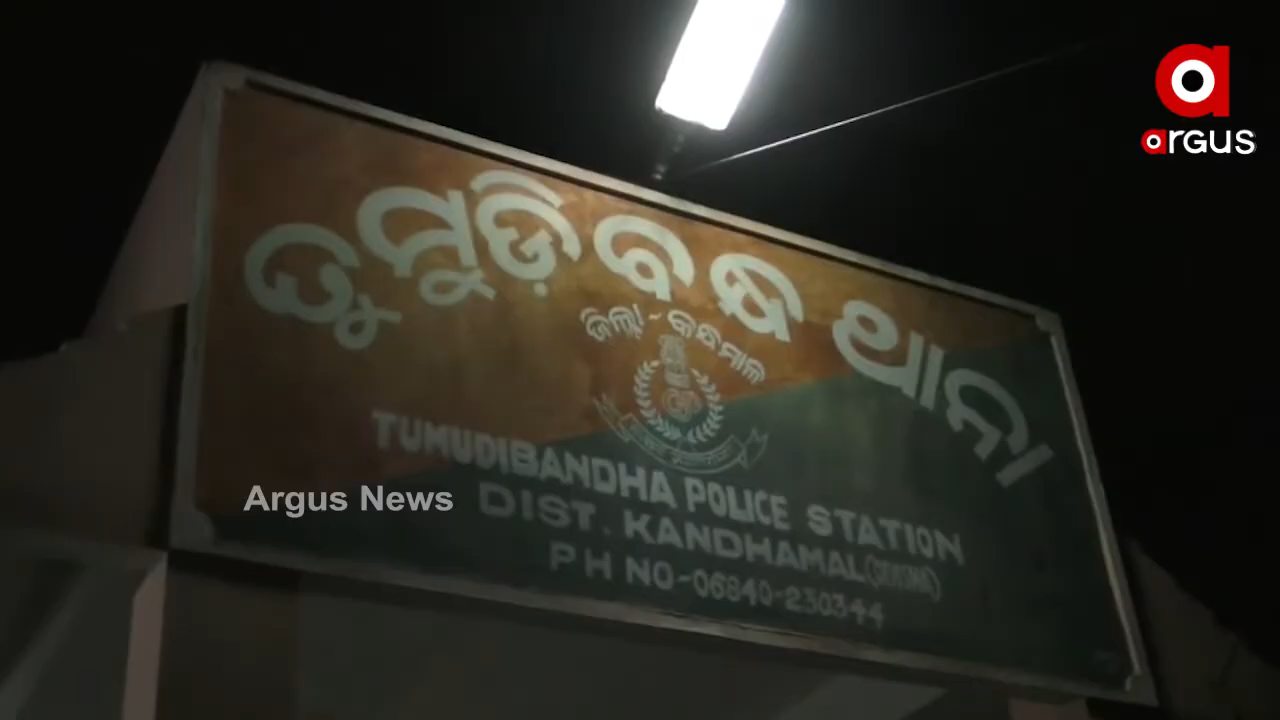 argus
ତୁମୁଡ଼ିବନ୍ଧ ଥାନା
ଜିଲ୍ଲା - କନ୍ଧମାଳ
TUMUDIBANDHA POLICE STATION
Argus News
DIST. KANDHAMAL
PH NO-06840-230344